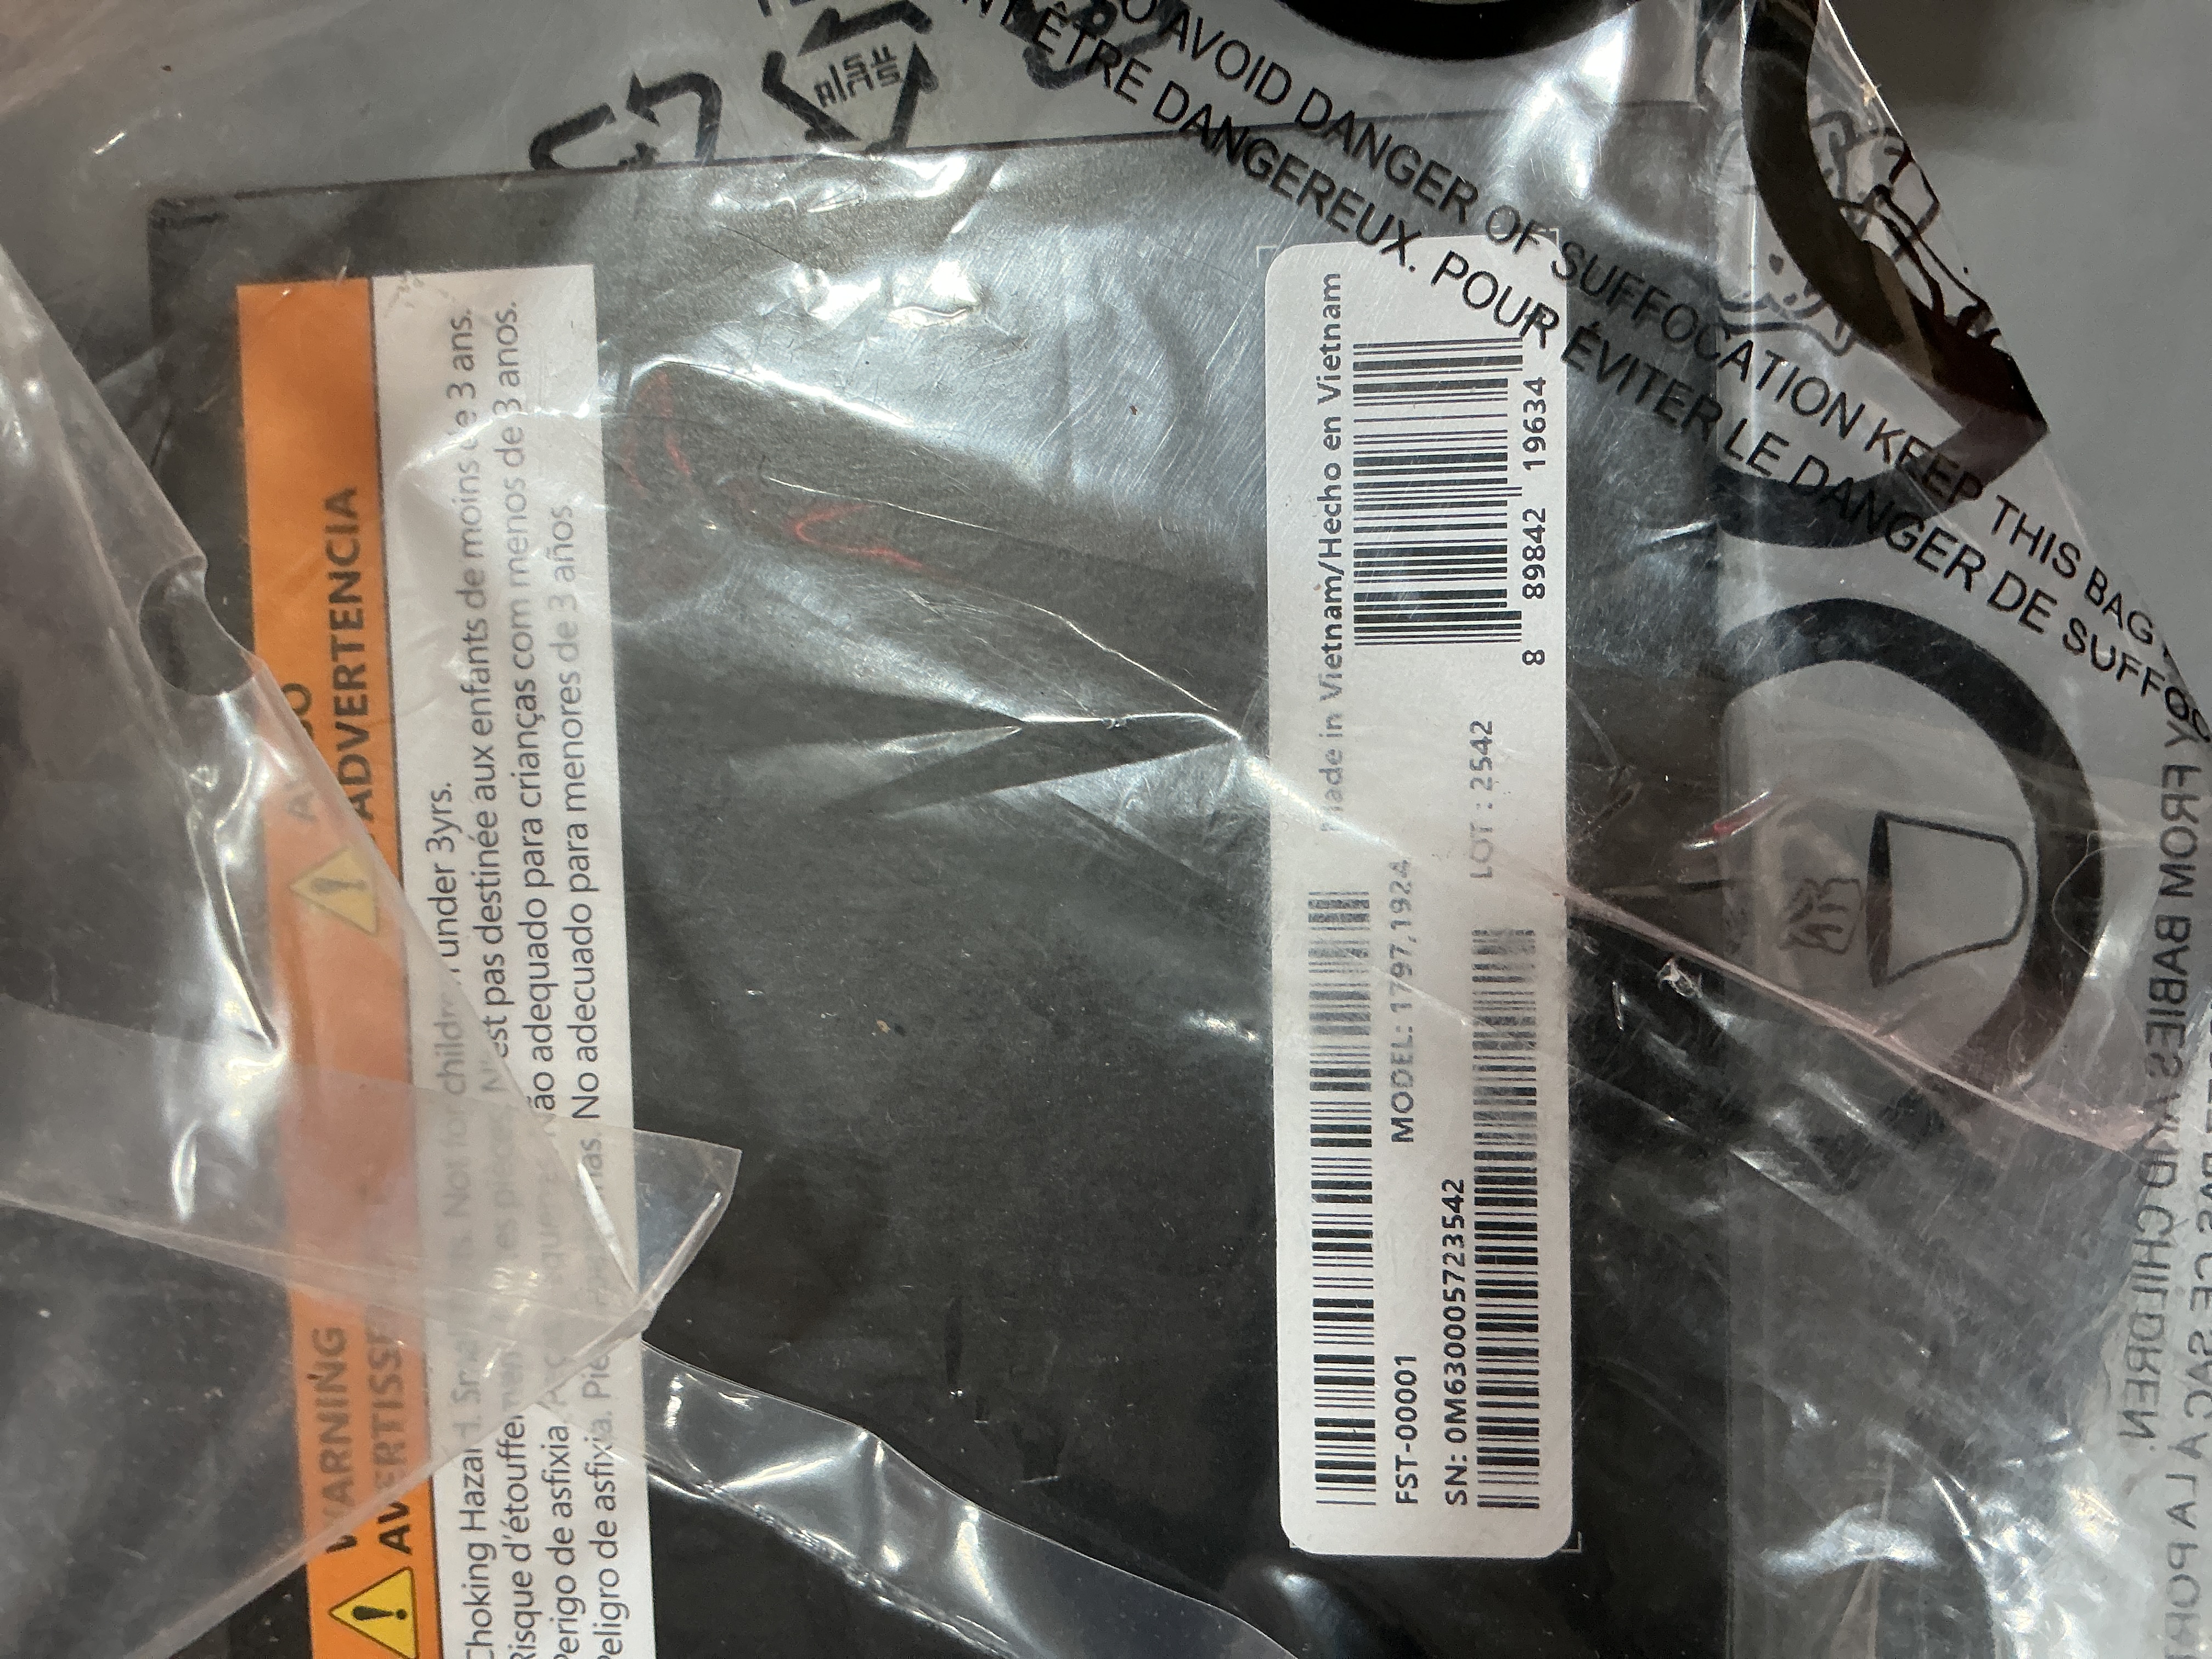 WARNING
AVERTISSE
ADVERTENCIA
Choking Hazard. Small Not for children under 3yrs.
Risque d'étouffement est pas destinée aux enfants de moins de 3 ans.
Perigo de asfixia Não adequado para crianças com menos de 3 anos.
Peligro de asfixia. No adecuado para menores de 3 años
Made in Vietnam/Hecho en Vietnam
FST-00001
MODEL: 1797,1924
8 89842 19634
SN: 0M630005723542
LOT : 2542
O AVOID DANGER OF SUFFOCATION KEEP THIS BAG
ÊTRE DANGEREUX. POUR ÉVITER LE DANGER DE SUFFO
Y FROM BABIES AND CHILDREN.